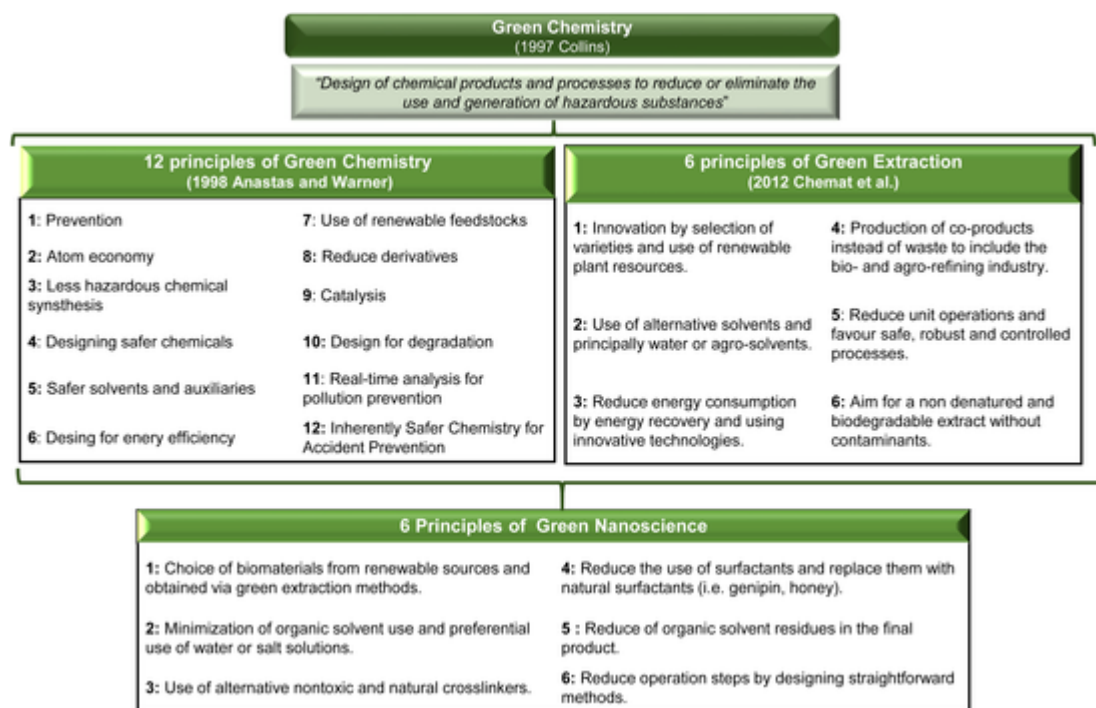 Green Chemistry
(1997 Collins)
“Design of chemical products and processes to reduce or eliminate the
use and generation of hazardous substances”
12 principles of Green Chemistry
(1998 Anastas and Warner)
1: Prevention
2: Atom economy
3: Less hazardous chemical
synsthesis
4: Designing safer chemicals
5: Safer solvents and auxiliaries
6: Desing for enery efficiency
7: Use of renewable feedstocks
8: Reduce derivatives
9: Catalysis
10: Design for degradation
11: Real-time analysis for
pollution prevention
12: Inherently Safer Chemistry for
Accident Prevention
6 principles of Green Extraction
(2012 Chemat et al.)
1: Innovation by selection of
varieties and use of renewable
plant resources.
2: Use of alternative solvents and
principally water or agro-solvents.
3: Reduce energy consumption
by energy recovery and using
innovative technologies.
4: Production of co-products
instead of waste to include the
bio- and agro-refining industry.
5: Reduce unit operations and
favour safe, robust and controlled
processes.
6: Aim for a non denatured and
biodegradable extract without
contaminants.
6 Principles of Green Nanoscience
1: Choice of biomaterials from renewable sources and
obtained via green extraction methods.
2: Minimization of organic solvent use and preferential
use of water or salt solutions.
3: Use of alternative nontoxic and natural crosslinkers.
4: Reduce the use of surfactants and replace them with
natural surfactants (i.e. genipin, honey).
5 : Reduce of organic solvent residues in the final
product.
6: Reduce operation steps by designing straightforward
methods.